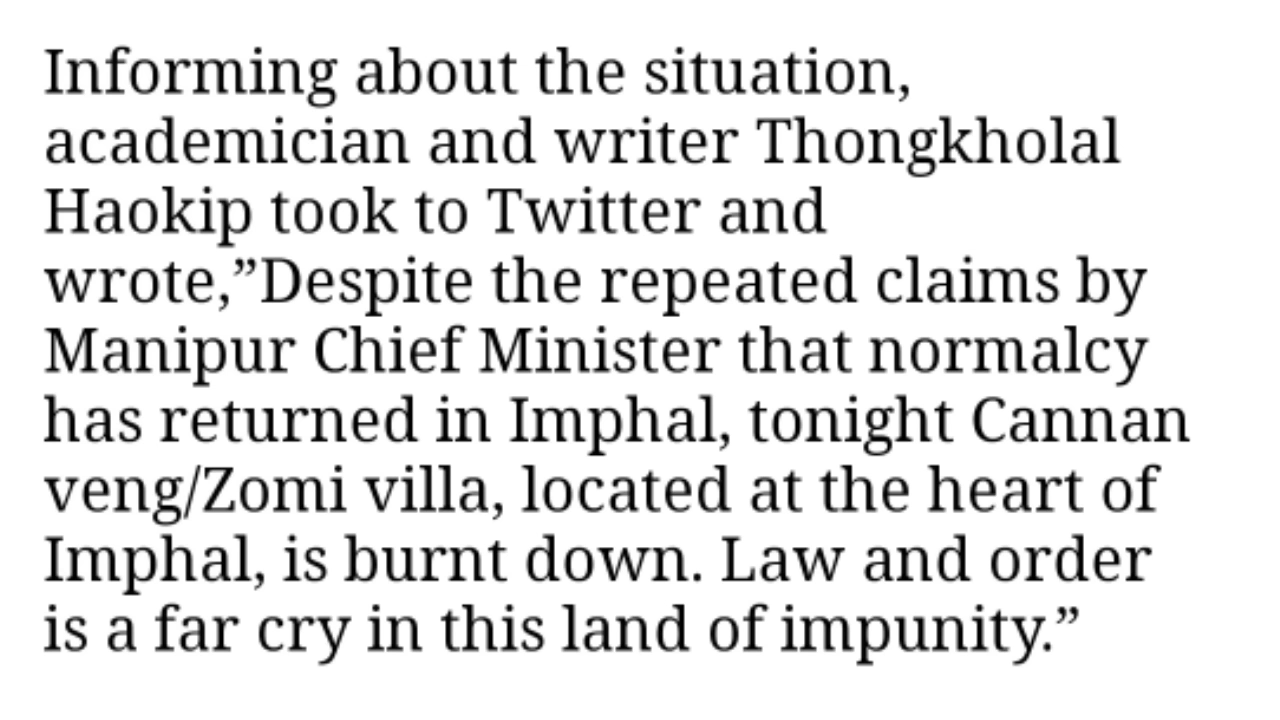 Informing about the situation,
academician and writer Thongkholal
Haokip took to Twitter and
wrote,”Despite the repeated claims by
Manipur Chief Minister that normalcy
has returned in Imphal, tonight Cannan
veng/Zomi villa, located at the heart of
Imphal, is burnt down. Law and order
is a far cry in this land of impunity.”